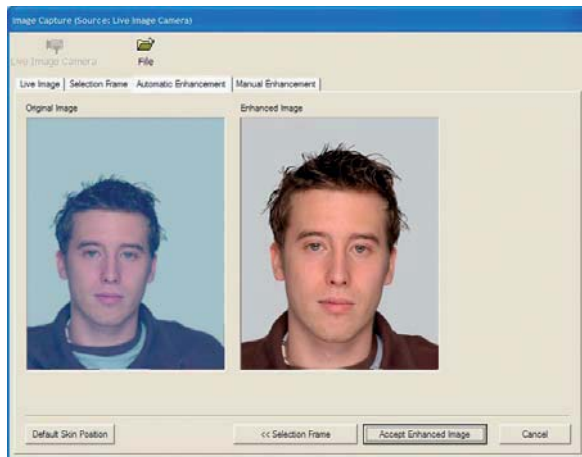 Image Capture (Source: Live Image Camera)
Live Image Camera File
Live Image Selection Frame Automatic Enhancement Manual Enhancement
Original Image Enhanced Image
Default Skin Position << Selection Frame Accept Enhanced Image Cancel